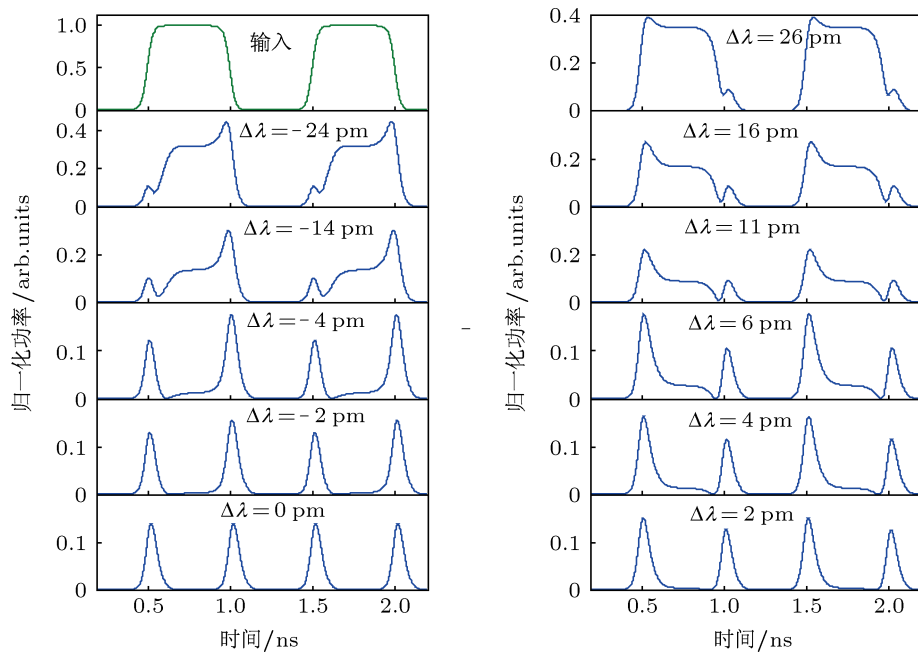 1.0
0.5
0
输入
0.4
0.2
0
Δλ= −24 pm
0.2
0
Δλ= −14 pm
0.1
0
Δλ= −4 pm
0.1
0
Δλ= −2 pm
0.1
0
Δλ= 0 pm
0.5 1.0 1.5 2.0
时间/ns
归一化功率/arb.units
0.4
0.2
0
Δλ= 26 pm
0.2
0
Δλ= 16 pm
0.2
0
Δλ= 11 pm
0.1
0
Δλ= 6 pm
0.1
0
Δλ= 4 pm
0.1
0
Δλ= 2 pm
0.5 1.0 1.5 2.0
时间/ns
归一化功率/arb.units